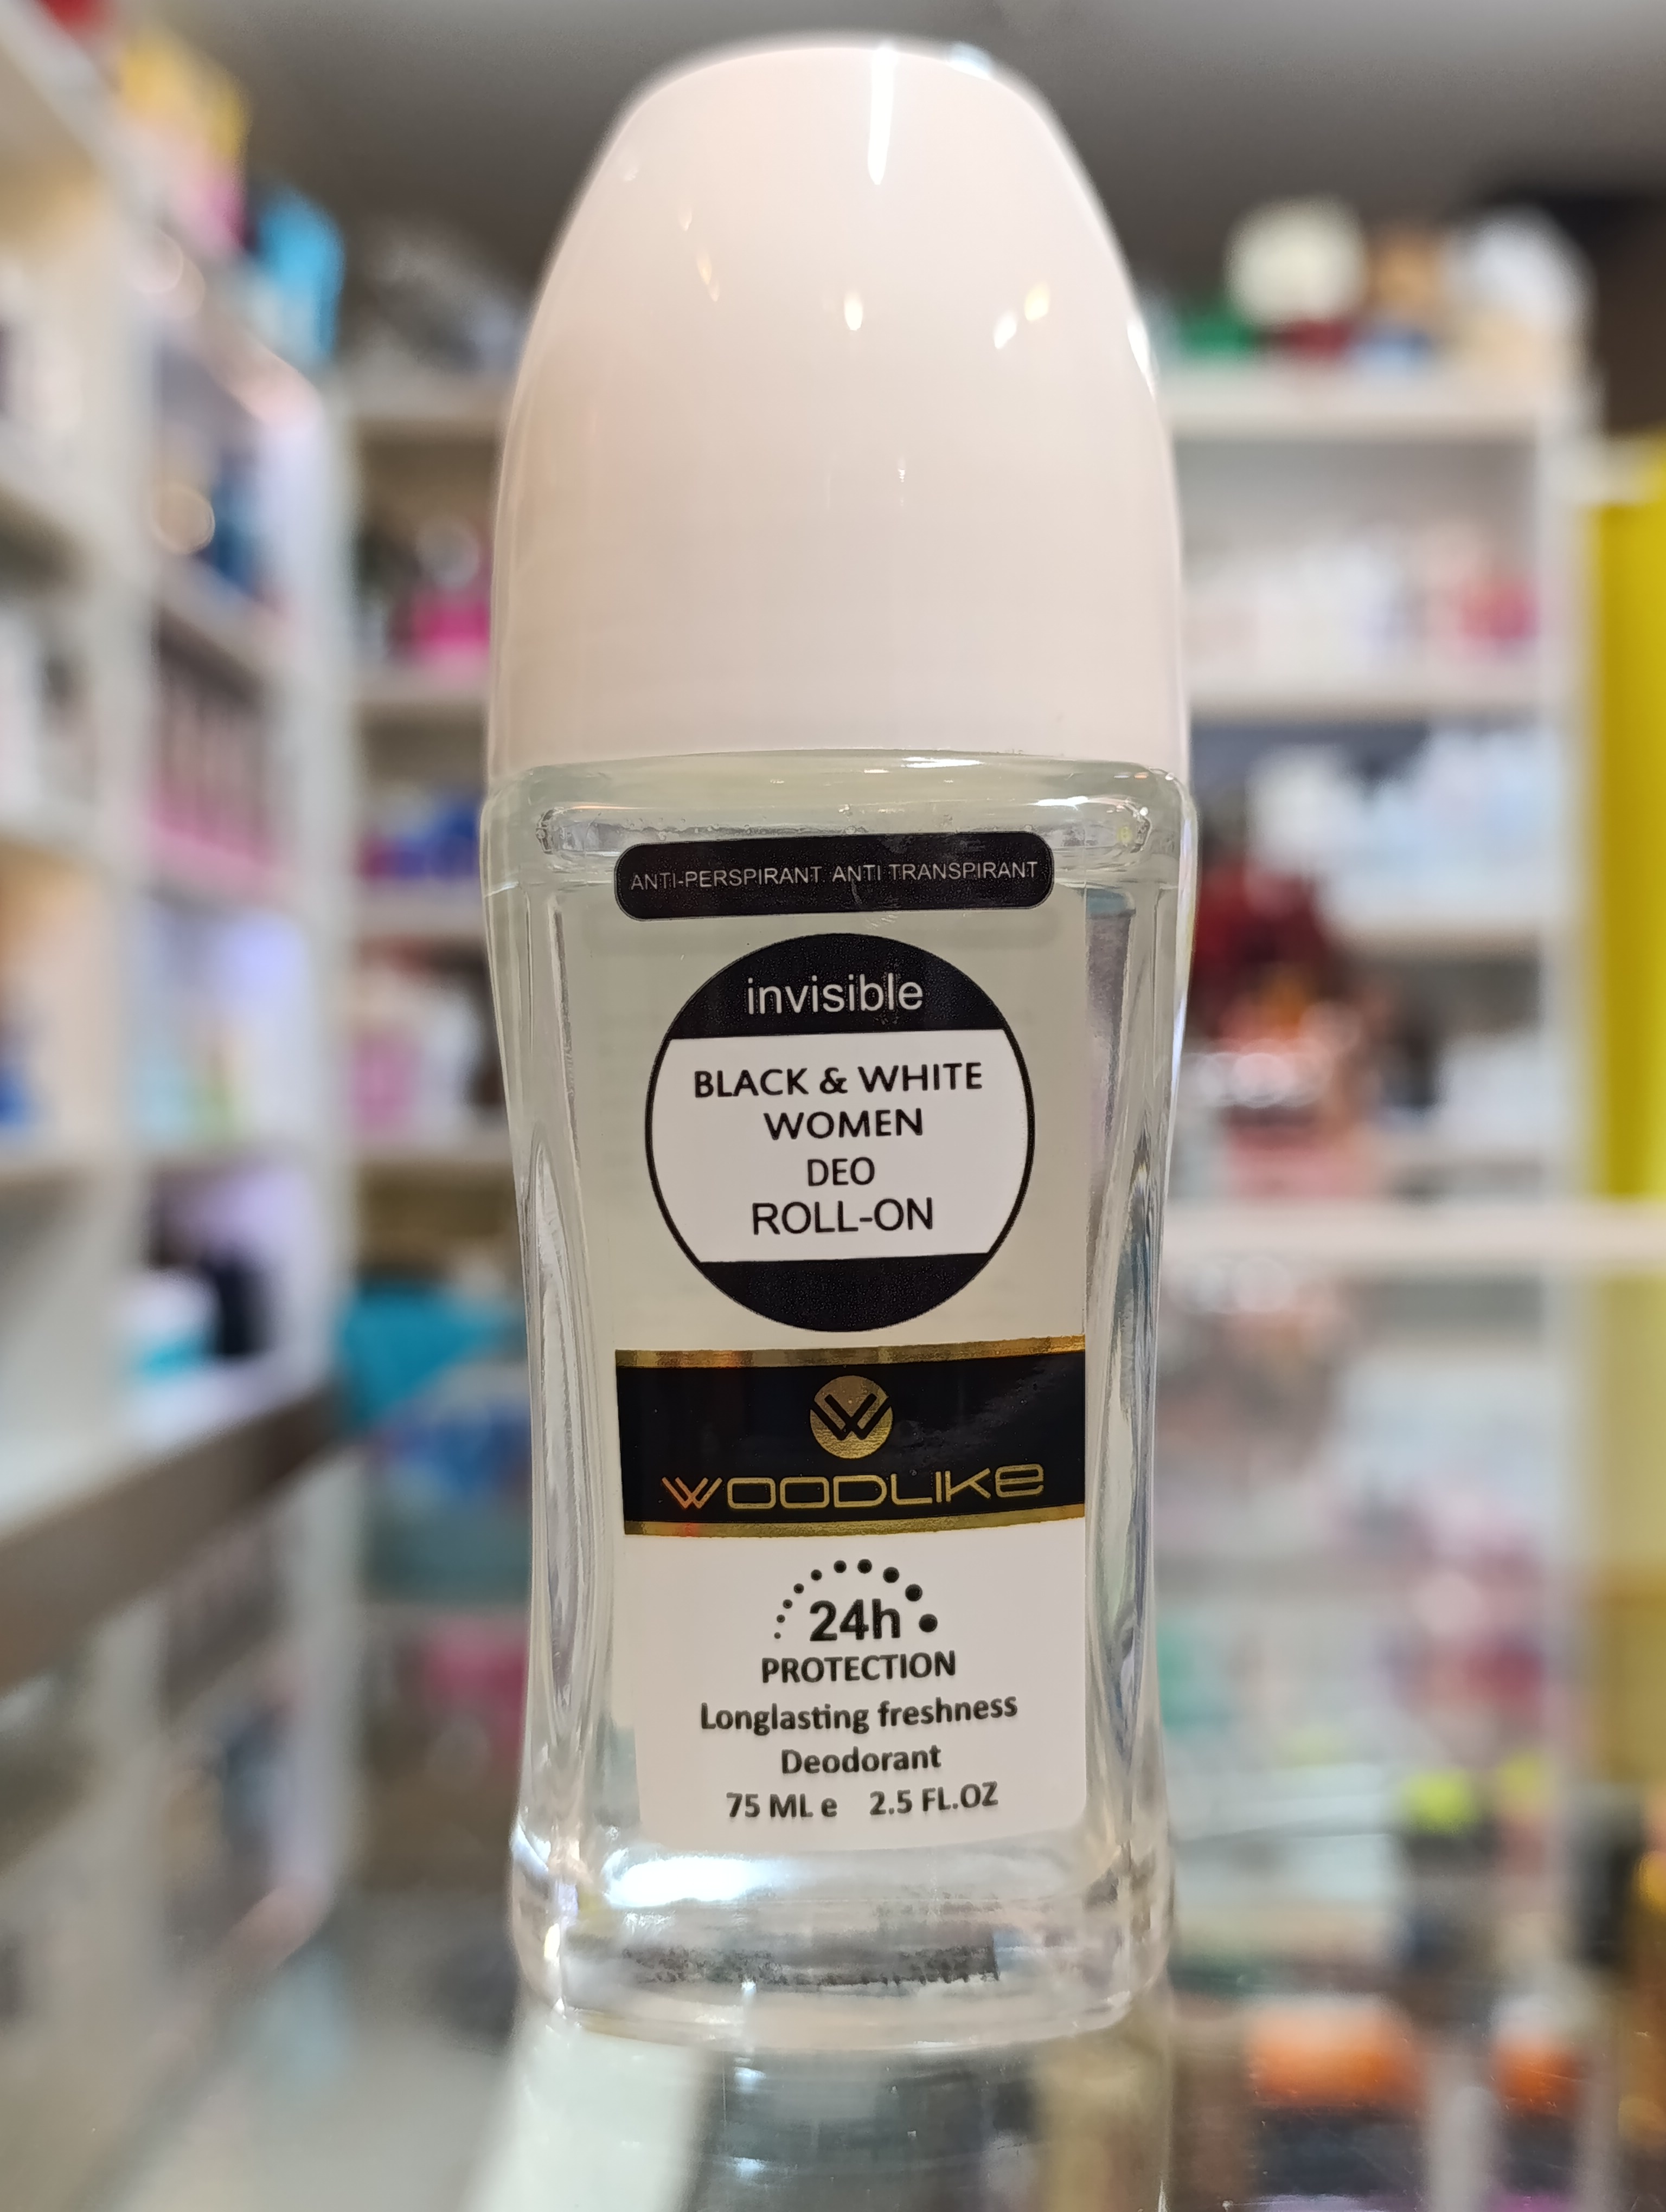 ANTI-PERSPIRANT ANTI TRANSPIRANT
invisible
BLACK & WHITE
WOMEN
DEO
ROLL-ON
W
WOODLIKE
24h
PROTECTION
Longlasting freshness
Deodorant
75 ML e 2.5 FL.OZ